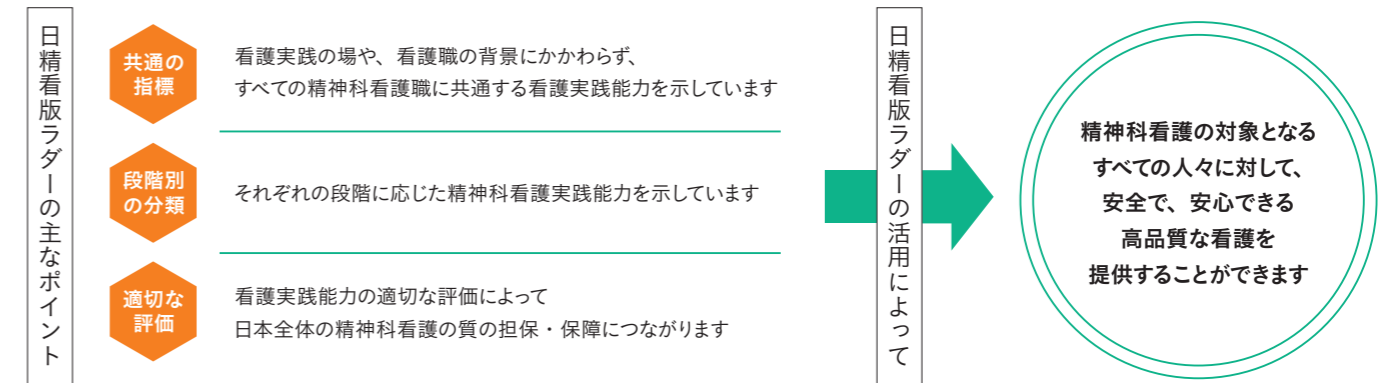 日精看版ラダーの主なポイント
共通の
指標
看護実践の場や、看護職の背景にかかわらず、
すべての精神科看護職に共通する看護実践能力を示しています
段階別
の分類
それぞれの段階に応じた精神科看護実践能力を示しています
適切な
評価
看護実践能力の適切な評価によって
日本全体の精神科看護の質の担保・保障につながります
日精看版ラダーの活用によって
精神科看護の対象となる
すべての人々に対して、
安全で、安心できる
高品質な看護を
提供することができます